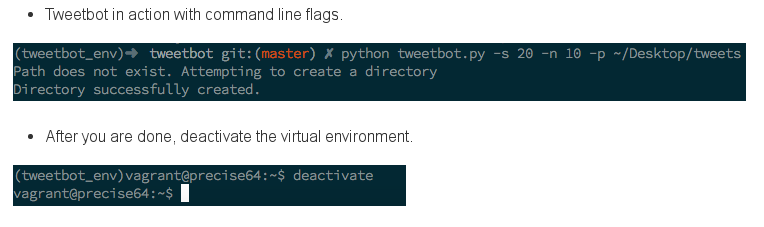 • Tweetbot in action with command line flags.
(tweetbot_env)➜ tweetbot git:(master) ✗ python tweetbot.py -s 20 -n 10 -p ~/Desktop/tweets
Path does not exist. Attempting to create a directory
Directory successfully created.
• After you are done, deactivate the virtual environment.
(tweetbot_env)vagrant@precise64:~$ deactivate
vagrant@precise64:~$